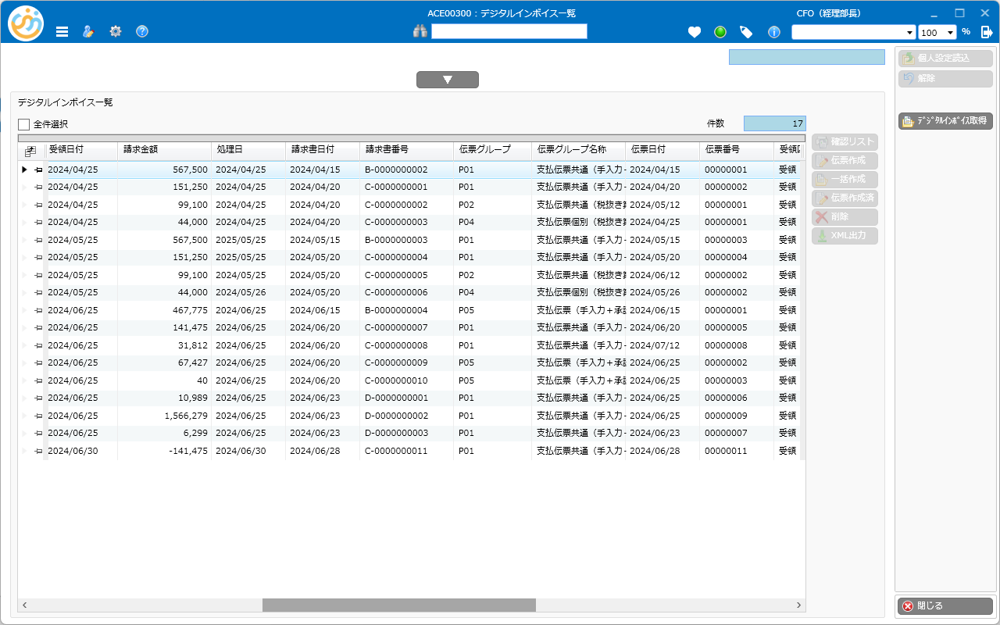 ACE00300：デジタルインボイス一覧
CFO（経理部長）
100 %
個人設定読込
解除
デジタルインボイス取得
デジタルインボイス一覧
全件選択
件数 17
受領日付 請求金額 処理日 請求書日付 請求書番号 伝票グループ 伝票グループ名称 伝票日付 伝票番号 受領
2024/04/25 567,500 2024/04/25 2024/04/15 B-0000000002 P01 支払伝票共通（手入力 2024/04/15 00000001 受領
2024/04/25 151,250 2024/04/25 2024/04/20 C-0000000001 P01 支払伝票共通（手入力 2024/04/20 00000002 受領
2024/04/25 99,100 2024/04/25 2024/04/20 C-0000000002 P02 支払伝票共通（税抜き 2024/05/12 00000001 受領
2024/04/25 44,000 2024/04/25 2024/04/20 C-0000000003 P04 支払伝票個別（税抜き 2024/04/25 00000001 受領
2024/05/25 567,500 2025/05/25 2024/05/15 B-0000000003 P01 支払伝票共通（手入力 2024/05/15 00000003 受領
2024/05/25 151,250 2025/05/25 2024/05/20 C-0000000004 P01 支払伝票共通（手入力 2024/05/20 00000004 受領
2024/05/25 99,100 2024/05/25 2024/05/20 C-0000000005 P02 支払伝票共通（税抜き 2024/06/12 00000002 受領
2024/05/25 44,000 2024/05/26 2024/05/20 C-0000000006 P04 支払伝票個別（税抜き 2024/05/26 00000002 受領
2024/06/25 467,775 2024/06/25 2024/06/15 B-0000000004 P05 支払伝票（手入力＋承認 2024/06/15 00000001 受領
2024/06/25 141,475 2024/06/25 2024/06/20 C-0000000007 P01 支払伝票共通（手入力 2024/06/20 00000005 受領
2024/06/25 31,812 2024/06/25 2024/06/20 C-0000000008 P01 支払伝票共通（手入力 2024/07/12 00000008 受領
2024/06/25 67,427 2024/06/25 2024/06/20 C-0000000009 P05 支払伝票（手入力＋承認 2024/06/25 00000002 受領
2024/06/25 40 2024/06/25 2024/06/20 C-0000000010 P05 支払伝票（手入力＋承認 2024/06/25 00000003 受領
2024/06/25 10,989 2024/06/25 2024/06/23 D-0000000001 P01 支払伝票共通（手入力 2024/06/25 00000006 受領
2024/06/25 1,566,279 2024/06/25 2024/06/23 D-0000000002 P01 支払伝票共通（手入力 2024/06/25 00000009 受領
2024/06/25 6,299 2024/06/25 2024/06/23 D-0000000003 P01 支払伝票共通（手入力 2024/06/23 00000007 受領
2024/06/30 -141,475 2024/06/30 2024/06/28 C-0000000011 P01 支払伝票共通（手入力 2024/06/28 00000011 受領
確認リスト
伝票作成
一括作成
伝票作成済
削除
XML出力
閉じる